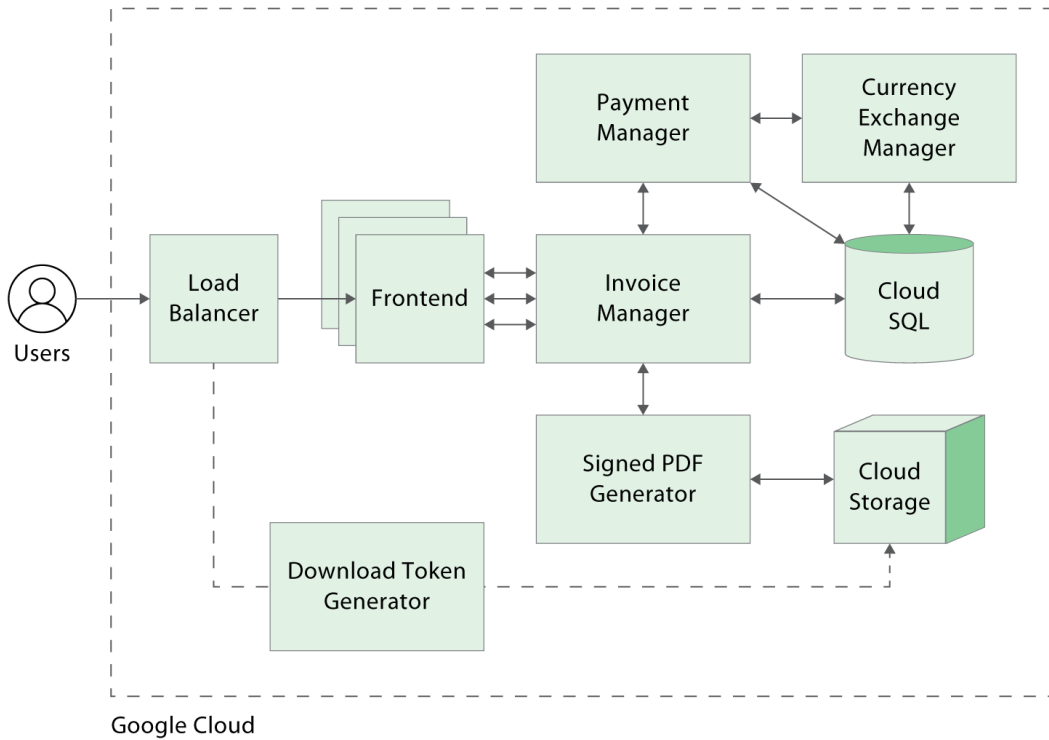 Payment
Manager
Currency
Exchange
Manager
Load
Balancer
Frontend
Invoice
Manager
Cloud
SQL
Users
Signed PDF
Generator
Cloud
Storage
Download Token
Generator
Google Cloud